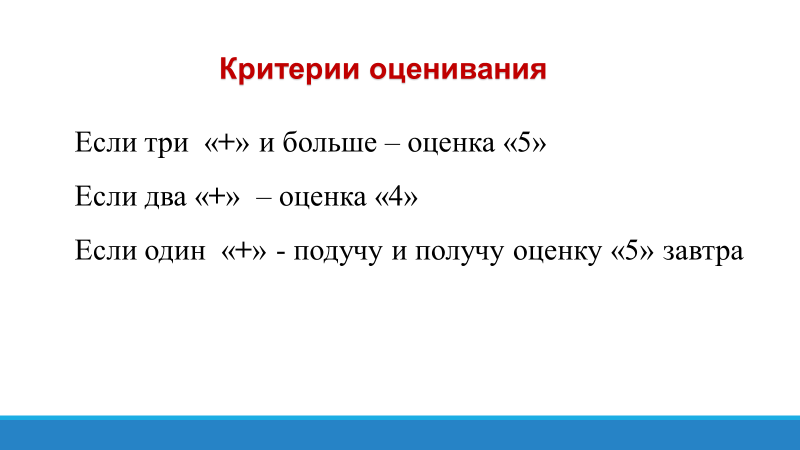 Критерии оценивания
Если три «+» и больше – оценка «5»
Если два «+» – оценка «4»
Если один «+» - подучу и получу оценку «5» завтра